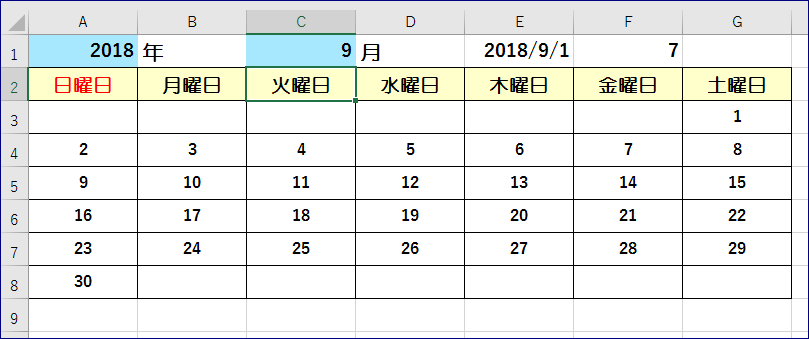 A B C D E F G
1 2018 年 9 月 2018/9/1 7
2 日曜日 月曜日 火曜日 水曜日 木曜日 金曜日 土曜日
3 1
4 2 3 4 5 6 7 8
5 9 10 11 12 13 14 15
6 16 17 18 19 20 21 22
7 23 24 25 26 27 28 29
8 30
9